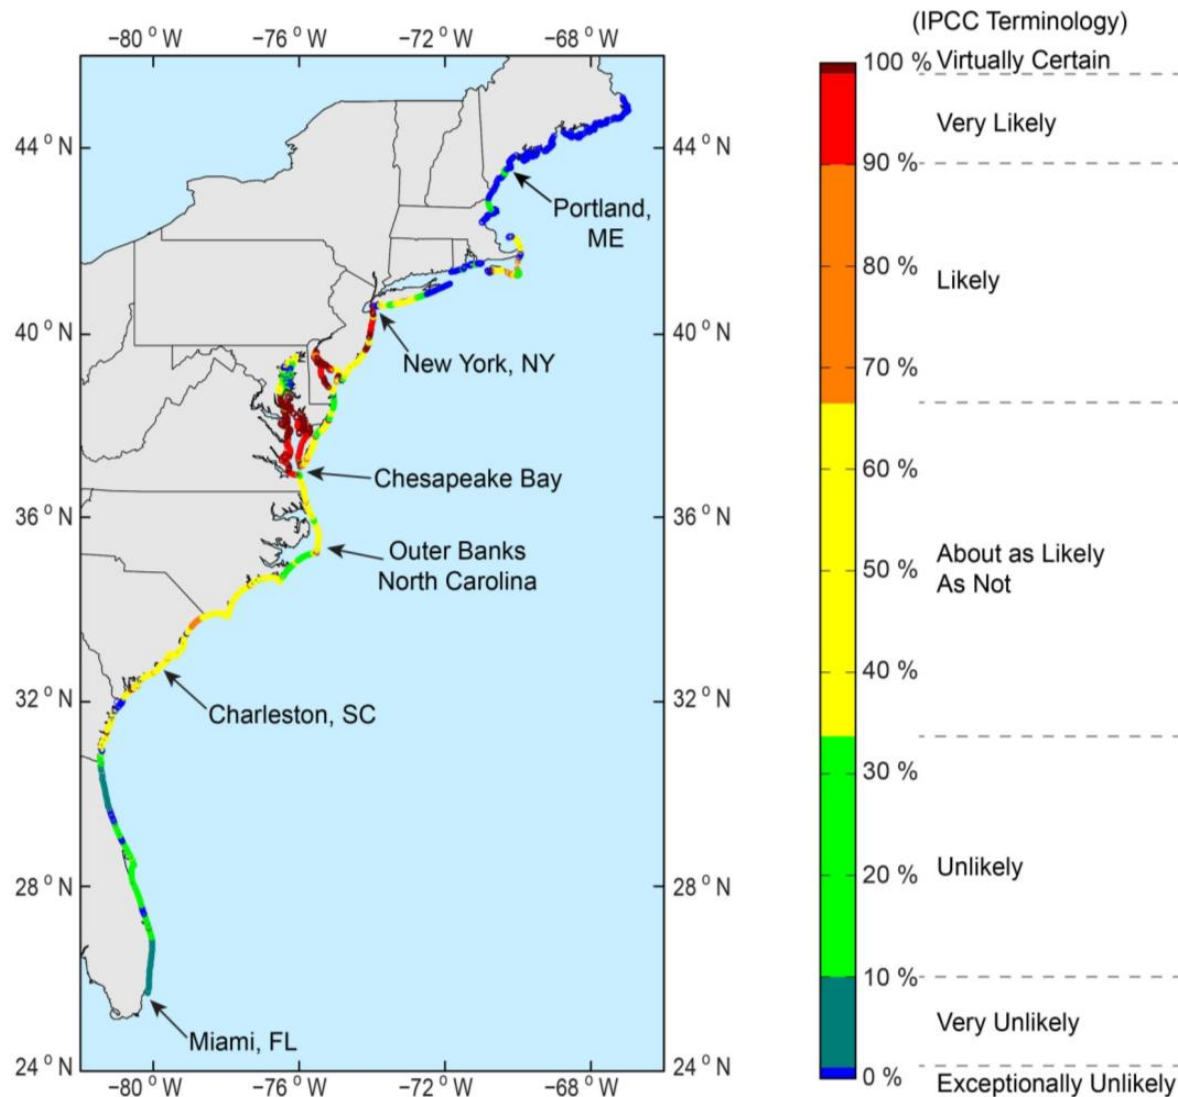 (IPCC Terminology)
−80 ° W −76 ° W −72 ° W −68 ° W
100 % Virtually Certain
Very Likely
44 ° N 44 ° N
90 %
Portland,
ME
80 %
Likely
40 ° N 40 ° N
New York, NY
70 %
60 %
Chesapeake Bay
36 ° N 36 ° N
Outer Banks
North Carolina
50 %
About as Likely
As Not
40 %
32 ° N 32 ° N
Charleston, SC
30 %
28 ° N 28 ° N
20 %
Unlikely
10 %
Very Unlikely
Miami, FL
24 ° N 24 ° N
0 %
Exceptionally Unlikely
−80 ° W −76 ° W −72 ° W −68 ° W